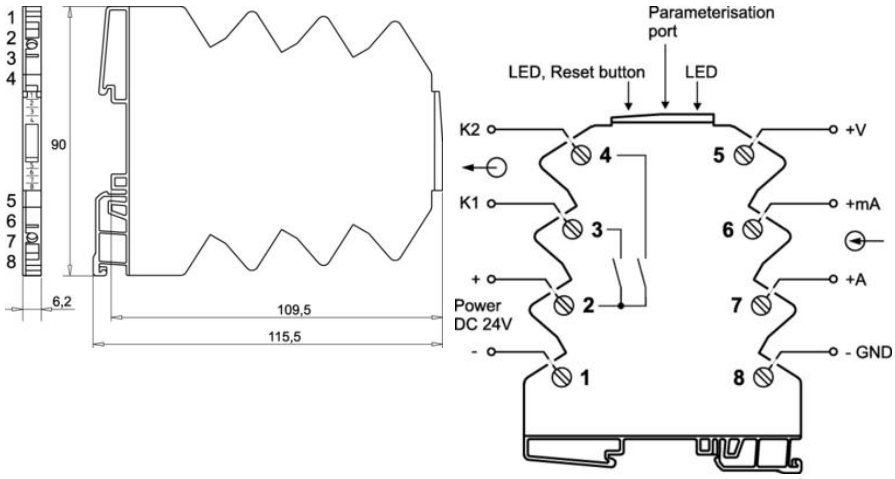 1
2
3
4
5
6
7
8
90
6,2
109,5
115,5
Parameterisation
port
LED, Reset button
LED
K2
4
5
+V
K1
3
6
+mA
+
2
7
+A
Power
DC 24V
-
1
8
- GND